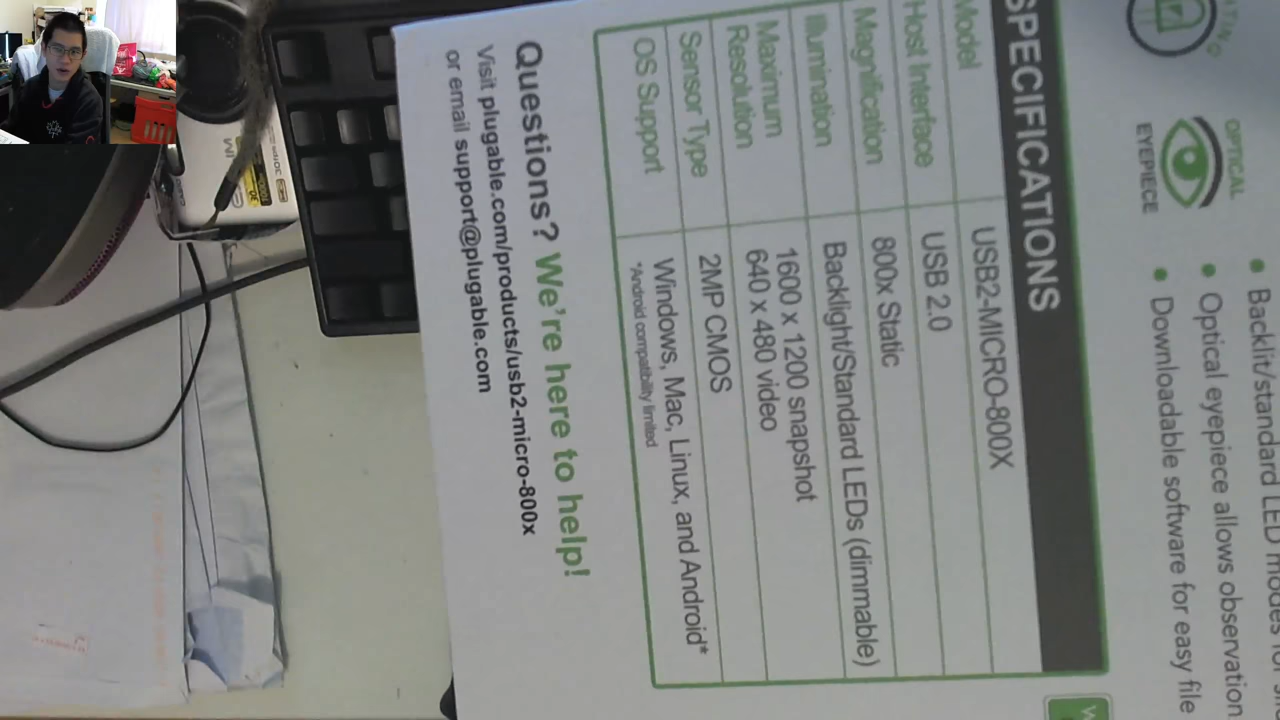 OPTICAL
EYEPIECE
Backlit/standard LED modes for
Optical eyepiece allows observation
Downloadable software for easy file
SPECIFICATIONS
Model USB2-MICRO-800X
Host Interface USB 2.0
Magnification 800x Static
Illumination Backlight/Standard LEDs (dimmable)
Maximum 1600 x 1200 snapshot
Resolution 640 x 480 video
Sensor Type 2MP CMOS
OS Support Windows, Mac, Linux, and Android*
*Android compatibility limited
Questions? We're here to help!
Visit plugable.com/products/usb2-micro-800x
or email support@plugable.com